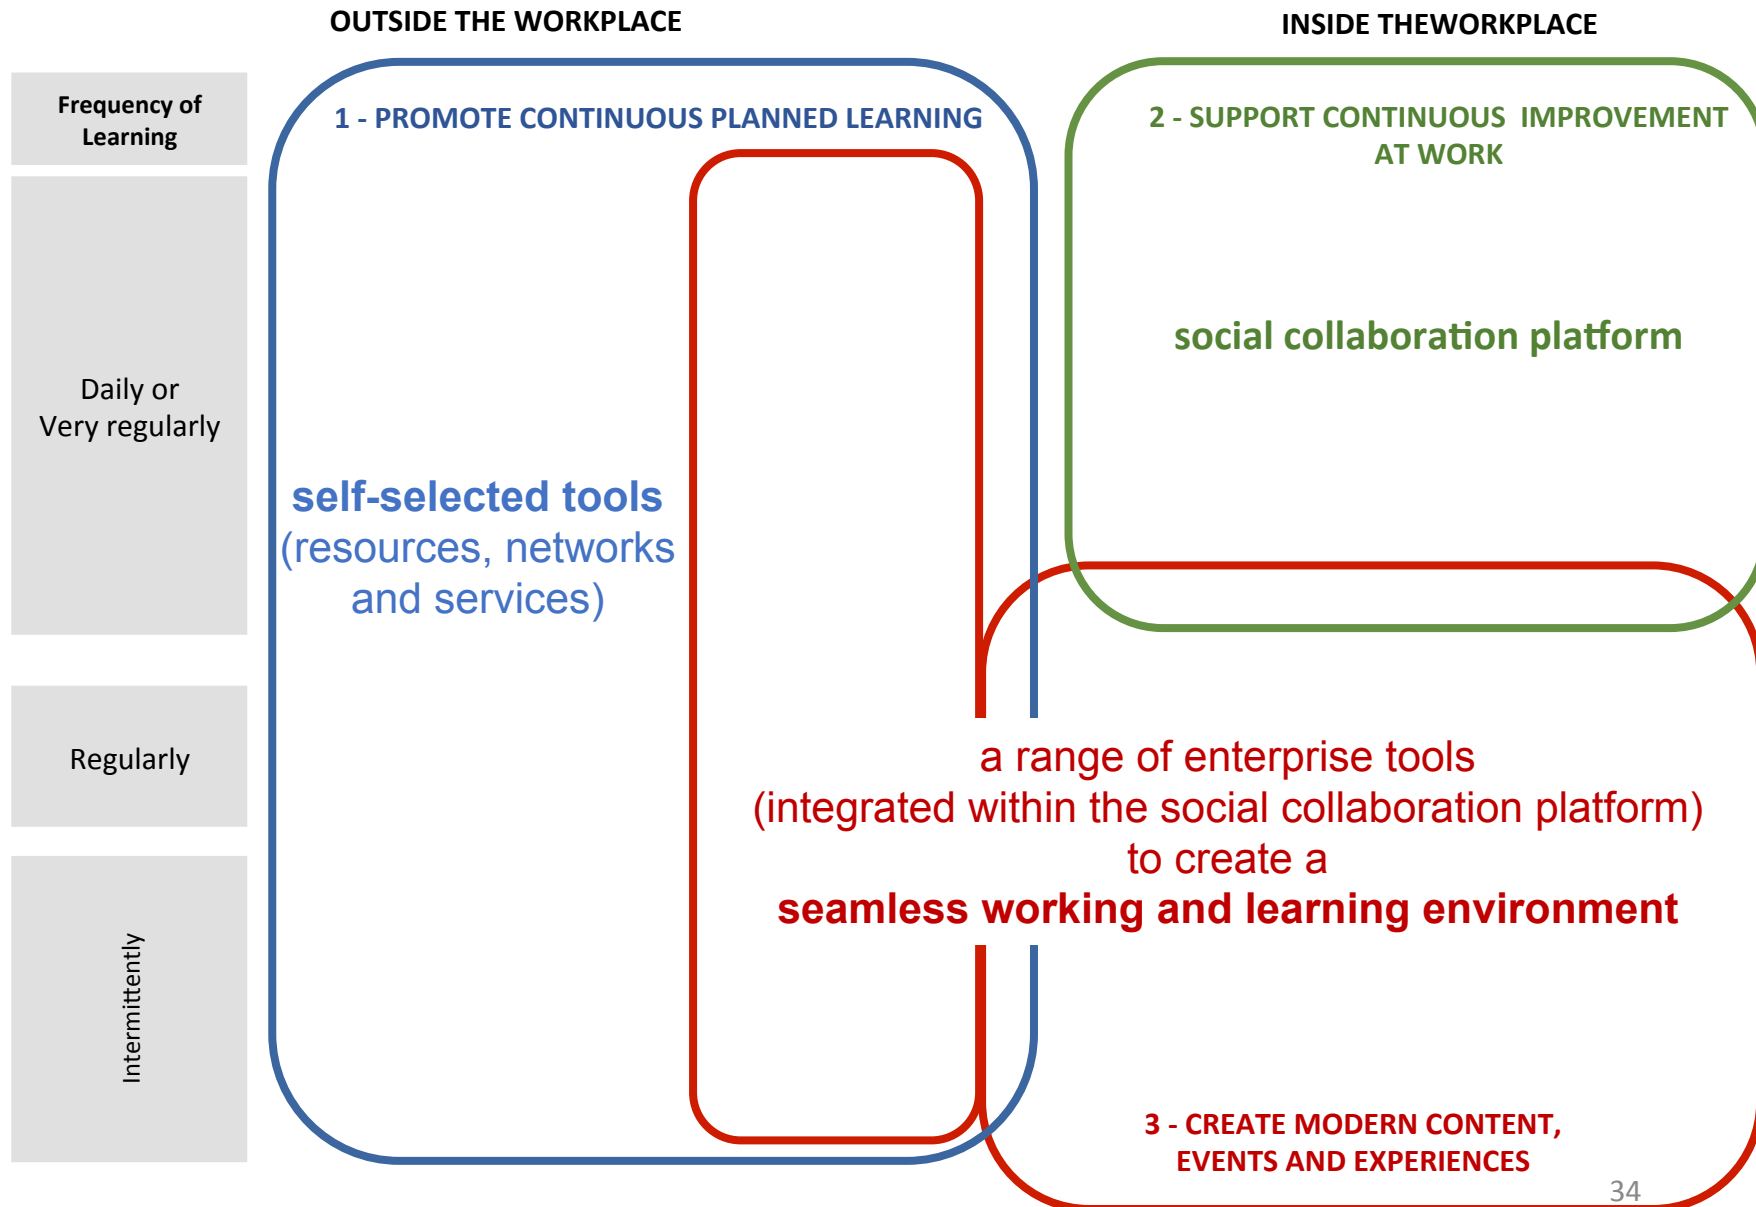 OUTSIDE THE WORKPLACE
INSIDE THEWORKPLACE
Frequency of
Learning
1 - PROMOTE CONTINUOUS PLANNED LEARNING
2 - SUPPORT CONTINUOUS  IMPROVEMENT
AT WORK
Daily or
Very regularly
social collaboration platform
self-selected tools
(resources, networks
and services)
Regularly
a range of enterprise tools
(integrated within the social collaboration platform)
to create a
seamless working and learning environment
Intermittently
3 - CREATE MODERN CONTENT,
EVENTS AND EXPERIENCES
34